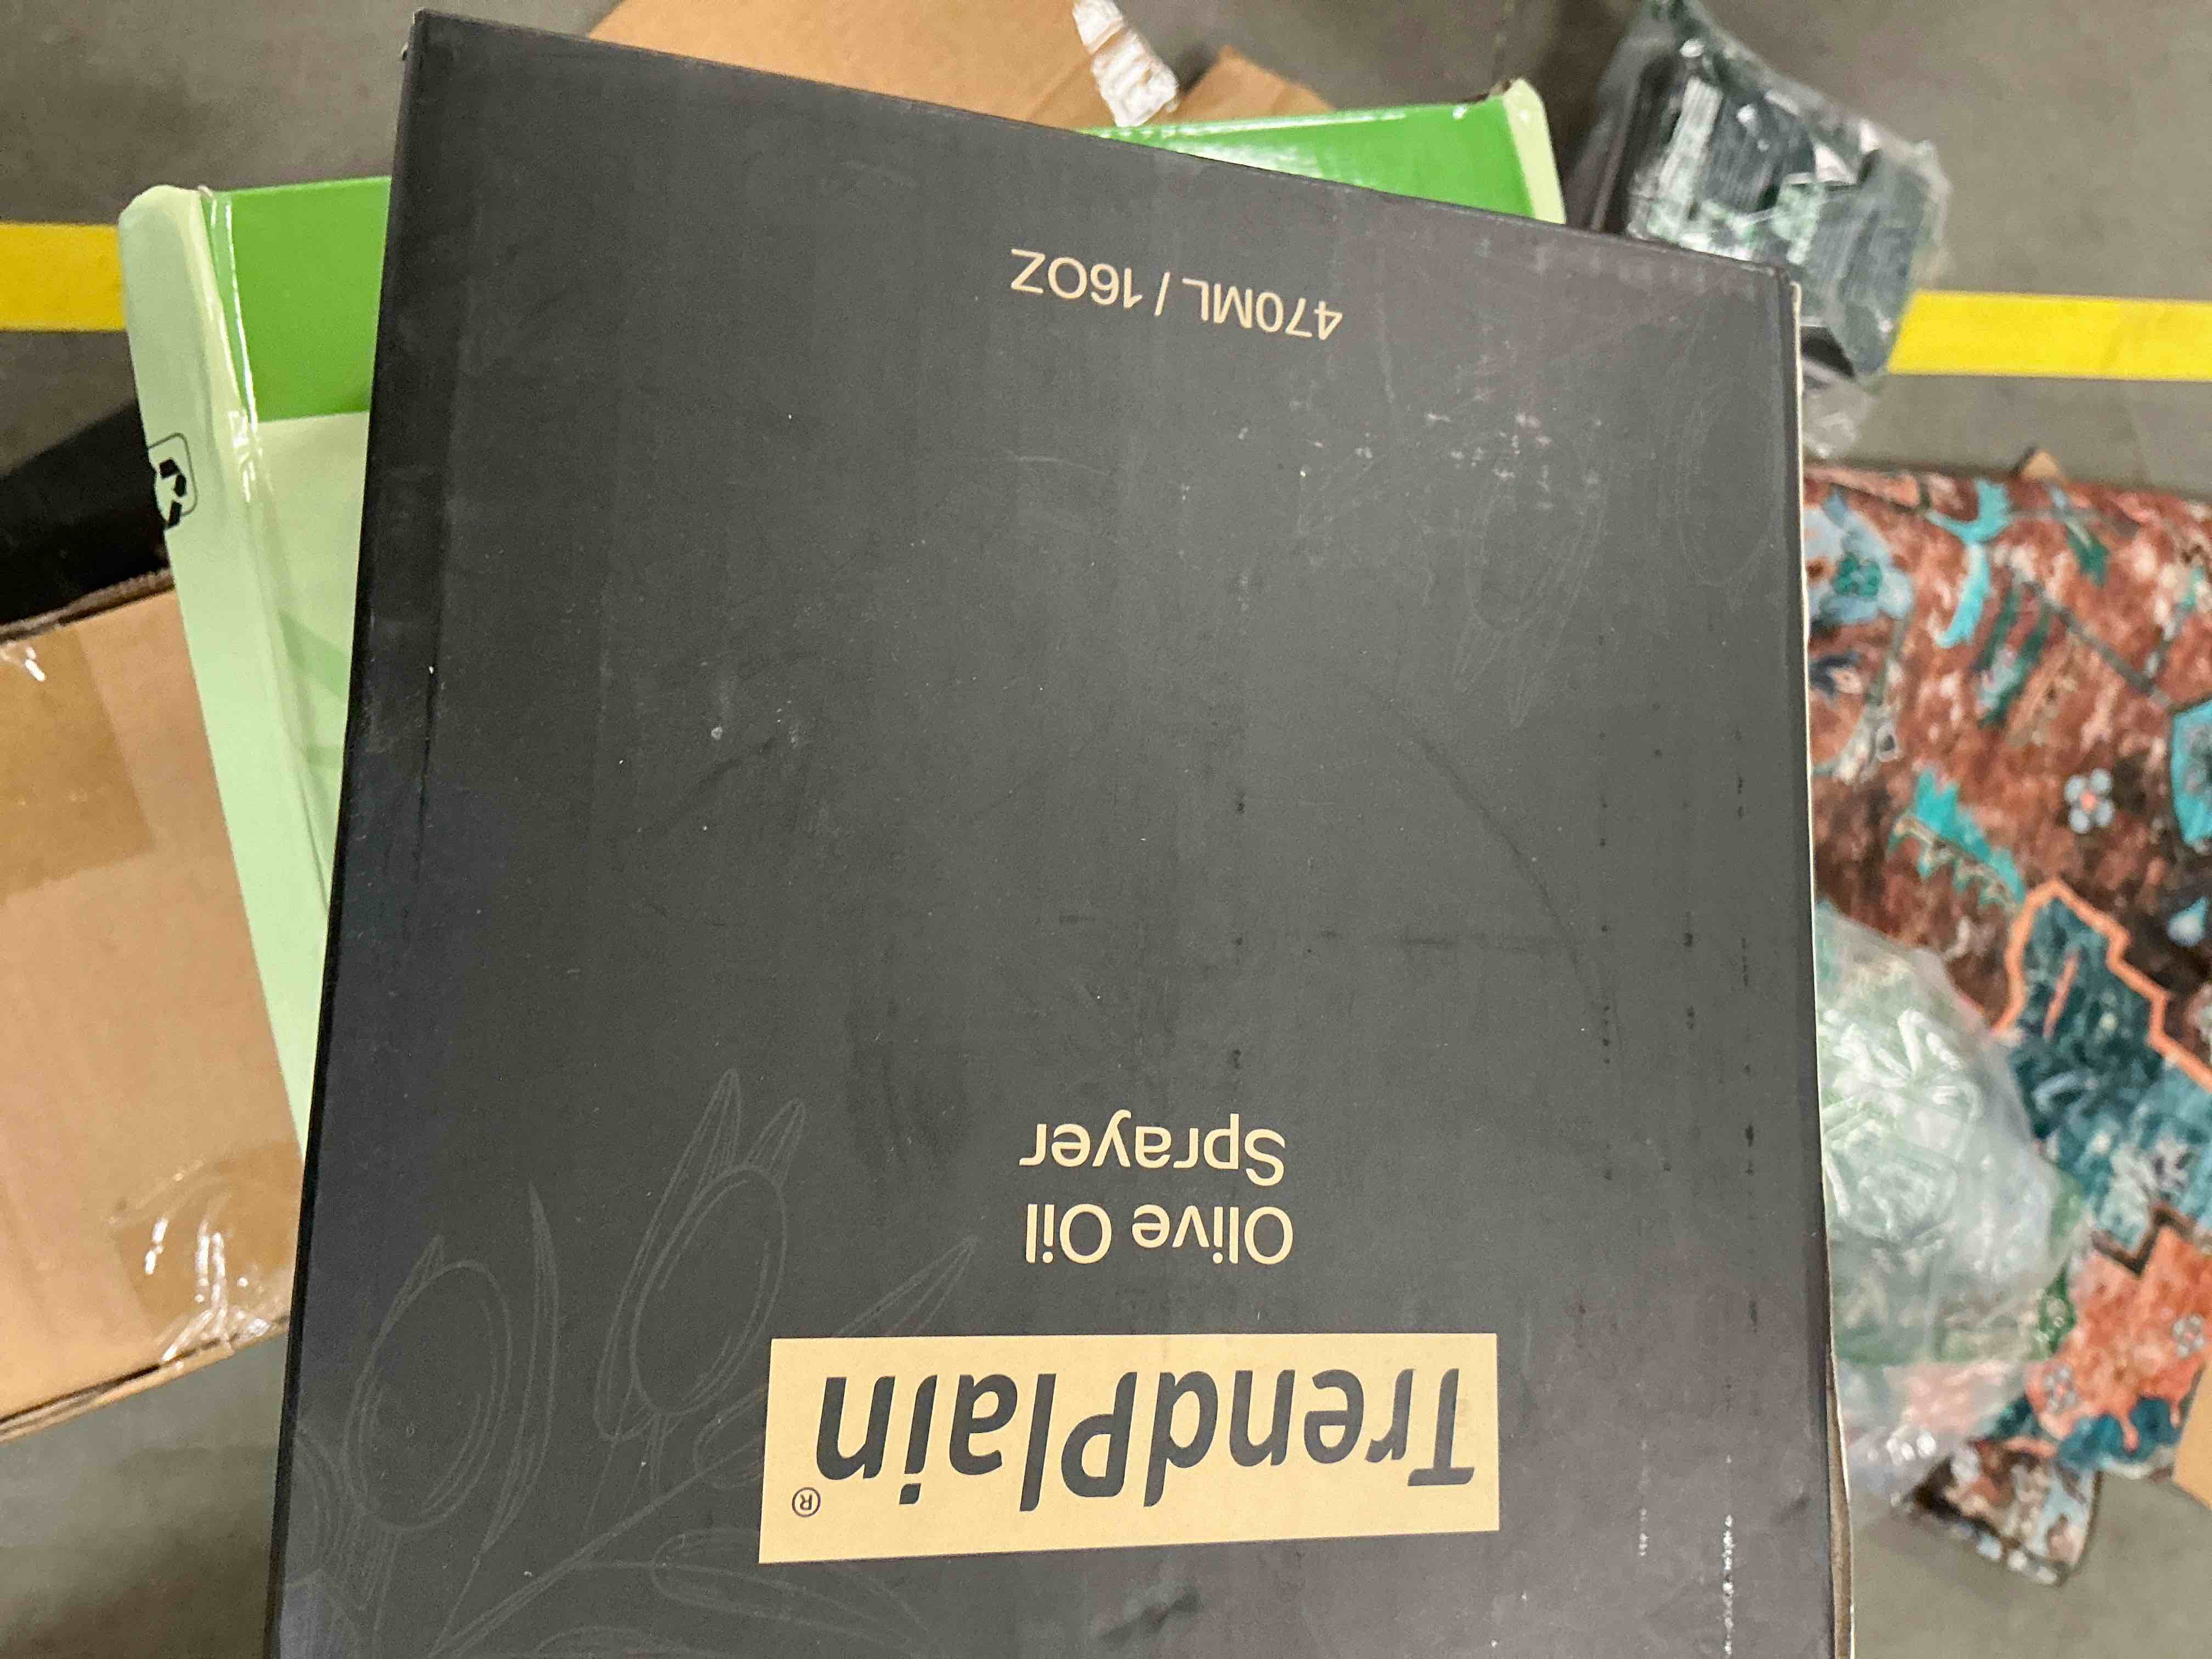 TrendPlain®
Olive Oil
Sprayer
470ML / 16OZ